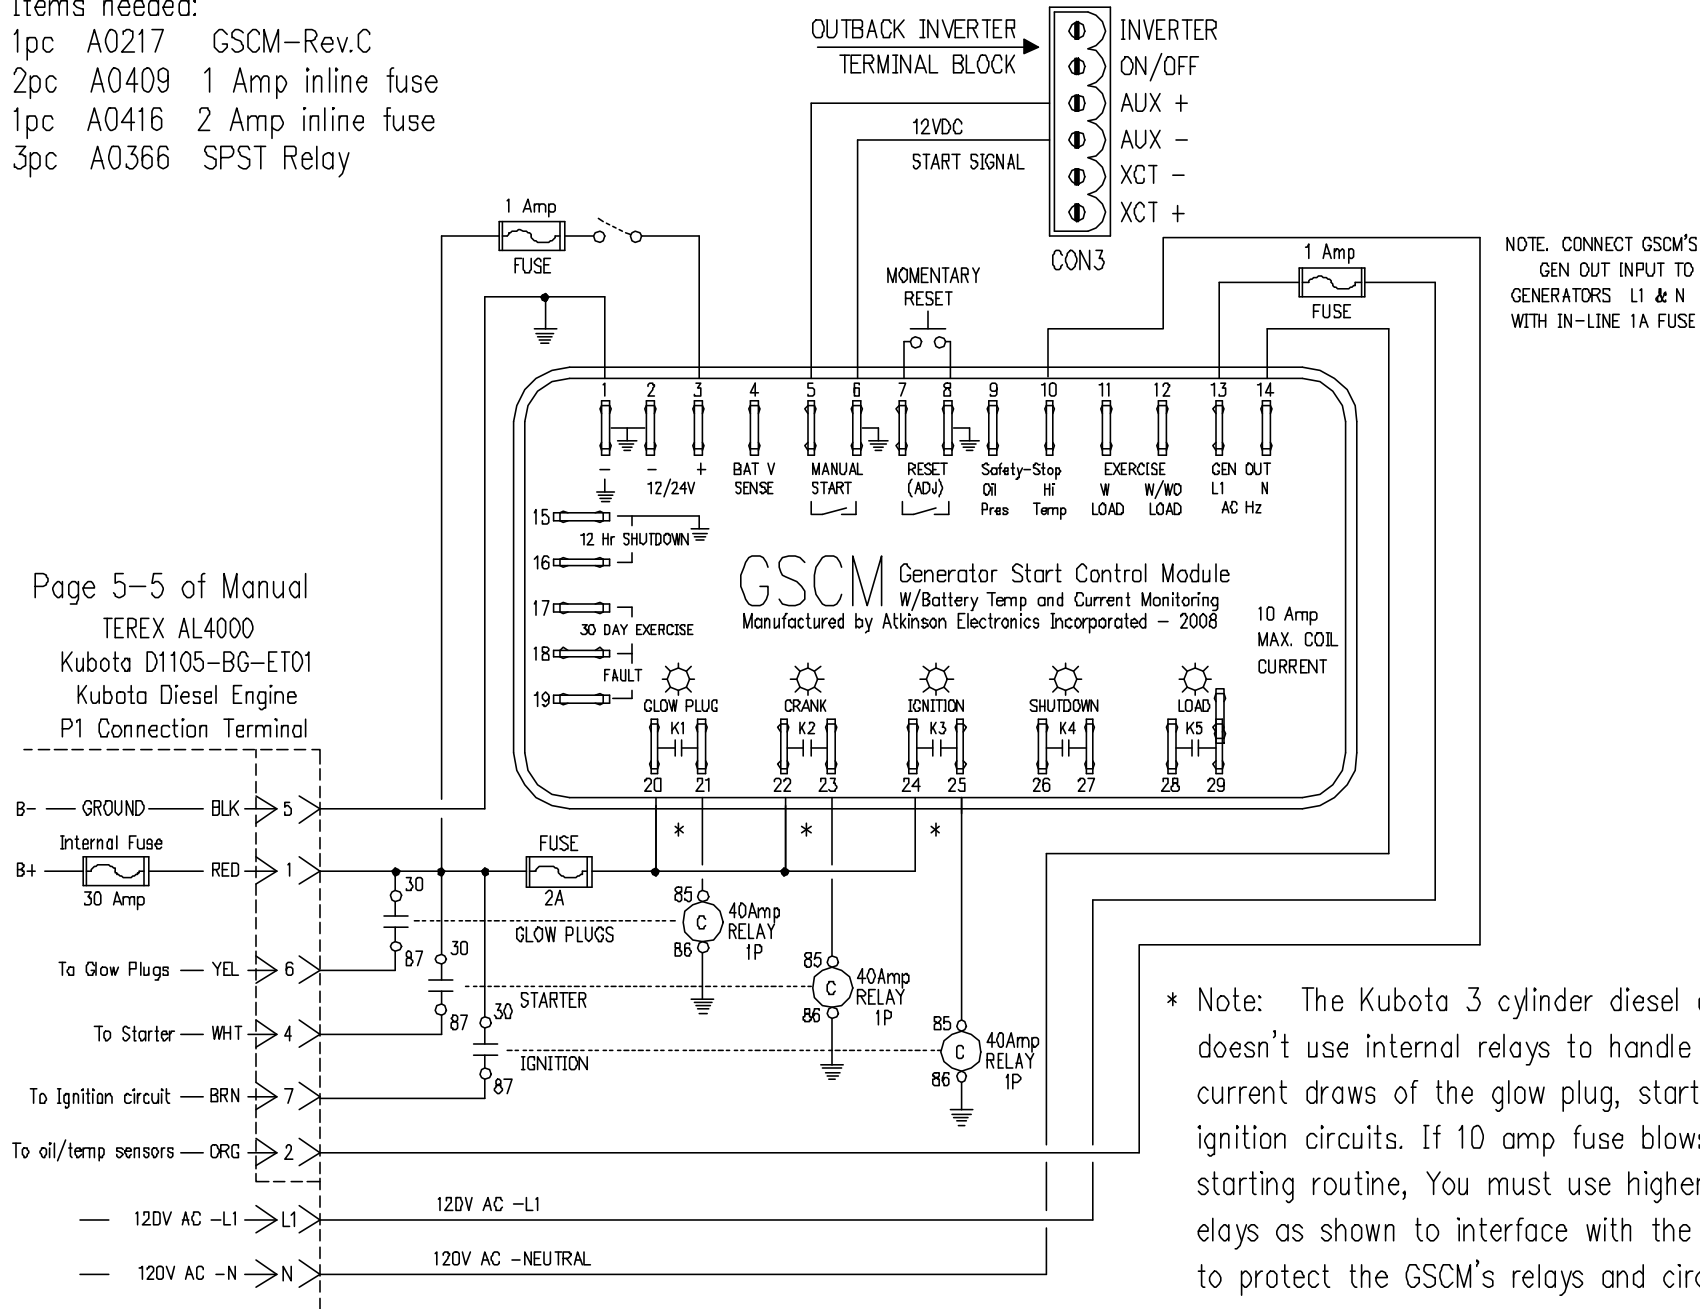 Items needed:
1pc A0217 GSCM-Rev.C
2pc A0409 1 Amp inline fuse
1pc A0416 2 Amp inline fuse
3pc A0366 SPST Relay
OUTBACK INVERTER
TERMINAL BLOCK
INVERTER
ON/OFF
AUX +
AUX -
XCT -
XCT +
CON3
12VDC
START SIGNAL
1 Amp
FUSE
MOMENTARY
RESET
1 Amp
FUSE
NOTE. CONNECT GSCM'S
GEN OUT INPUT TO
GENERATORS L1 & N
WITH IN-LINE 1A FUSE
1 2 3 4 5 6 7 8 9 10 11 12 13 14
- - +
12/24V
BAT V
SENSE
MANUAL
START
RESET
(ADJ)
Safety-Stop
Oil Hi
Pres Temp
EXERCISE
W W/WO
LOAD LOAD
GEN OUT
L1 N
AC Hz
15
12 Hr SHUTDOWN
16
17
30 DAY EXERCISE
18
FAULT
19
GSCM Generator Start Control Module
W/Battery Temp and Current Monitoring
Manufactured by Atkinson Electronics Incorporated - 2008
10 Amp
MAX. COIL
CURRENT
GLOW PLUG
K1
CRANK
K2
IGNITION
K3
SHUTDOWN
K4
LOAD
K5
20 21 22 23 24 25 26 27 28 29
* * *
Page 5-5 of Manual
TEREX AL4000
Kubota D1105-BG-ET01
Kubota Diesel Engine
P1 Connection Terminal
B- GROUND BLK 5
Internal Fuse
B+ RED 1
30 Amp
FUSE
2A
30
87
GLOW PLUGS
85
C
86
40Amp
RELAY
1P
To Glow Plugs YEL 6
30
87
STARTER
85
C
86
40Amp
RELAY
1P
To Starter WHT 4
30
87
IGNITION
85
C
86
40Amp
RELAY
1P
To Ignition circuit BRN 7
To oil/temp sensors ORG 2
120V AC -L1 L1
120V AC -L1
120V AC -N N
120V AC -NEUTRAL
* Note: The Kubota 3 cylinder diesel
doesn't use internal relays to handle
current draws of the glow plug, start
ignition circuits. If 10 amp fuse blows
starting routine, You must use higher
elays as shown to interface with the
to protect the GSCM's relays and circ